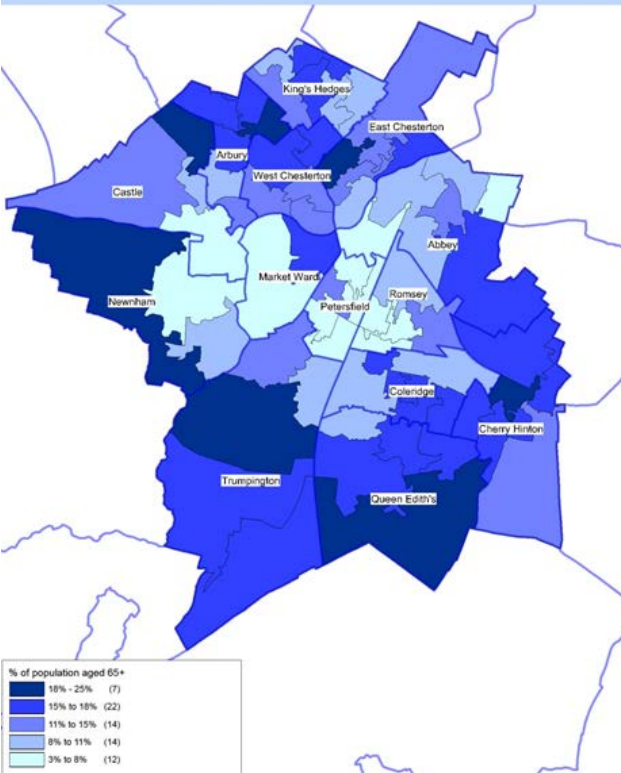 King's Hedges
East Chesterton
Arbury
West Chesterton
Castle
Abbey
Market Ward
Newnham
Romsey
Petersfield
Coleridge
Cherry Hinton
Trumpington
Queen Edith's
% of population aged 65+
18% - 25% (7)
15% to 18% (22)
11% to 15% (14)
8% to 11% (14)
3% to 8% (12)